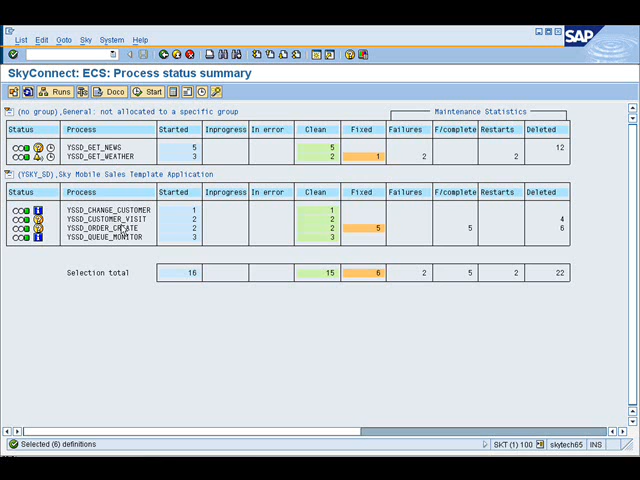 List Edit Goto Sky System Help
SAP
SkyConnect: ECS: Process status summary
Runs Doco Start
(no group),General: not allocated to a specific group Maintenance Statistics
Status Process Started Inprogress In error Clean Fixed Failures F/complete Restarts Deleted
YSSD_GET_NEWS 5 5 12
YSSD_GET_WEATHER 3 2 1 2 2
(YSKY_SD),Sky Mobile Sales Template Application
Status Process Started Inprogress In error Clean Fixed Failures F/complete Restarts Deleted
YSSD_CHANGE_CUSTOMER 1 1
YSSD_CUSTOMER_VISIT 2 2 4
YSSD_ORDER_CREATE 2 2 5 5 6
YSSD_QUEUE_MONITOR 3 3
Selection total 16 15 6 2 5 2 22
Selected (6) definitions SKT (1) 100 skytech65 INS